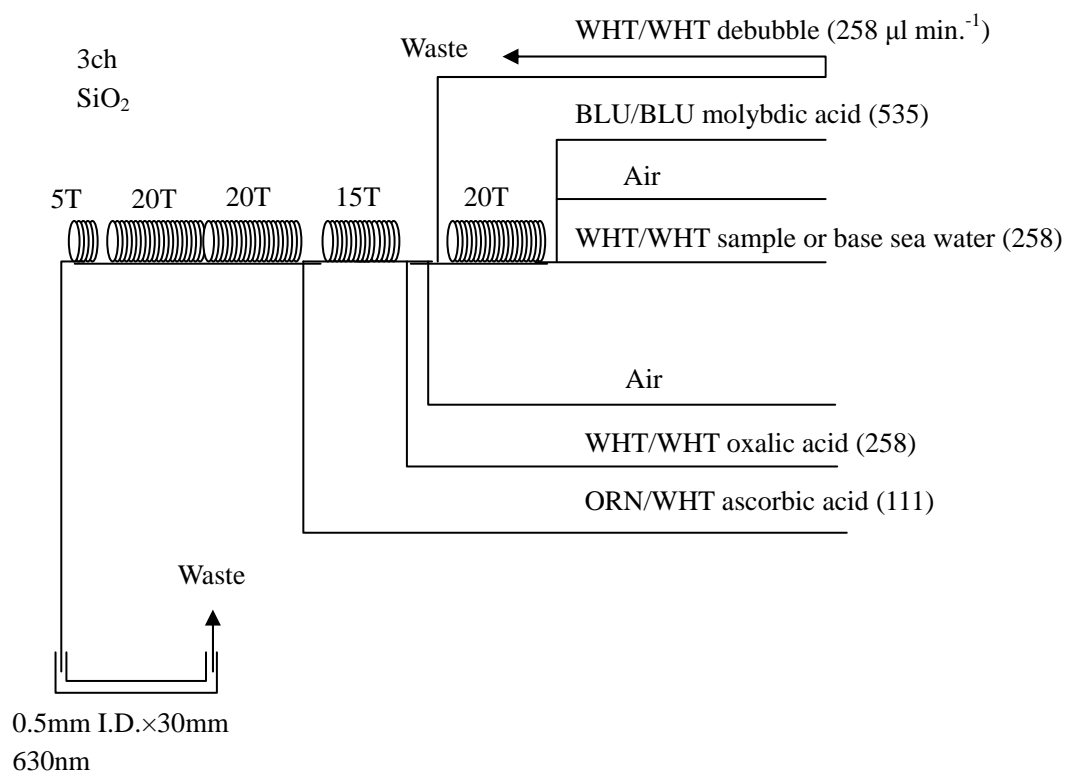 3ch
SiO₂
Waste
WHT/WHT debubble (258 μl min.⁻¹)
BLU/BLU molybdic acid (535)
Air
5T
20T
20T
15T
20T
WHT/WHT sample or base sea water (258)
Air
WHT/WHT oxalic acid (258)
ORN/WHT ascorbic acid (111)
Waste
0.5mm I.D.×30mm
630nm